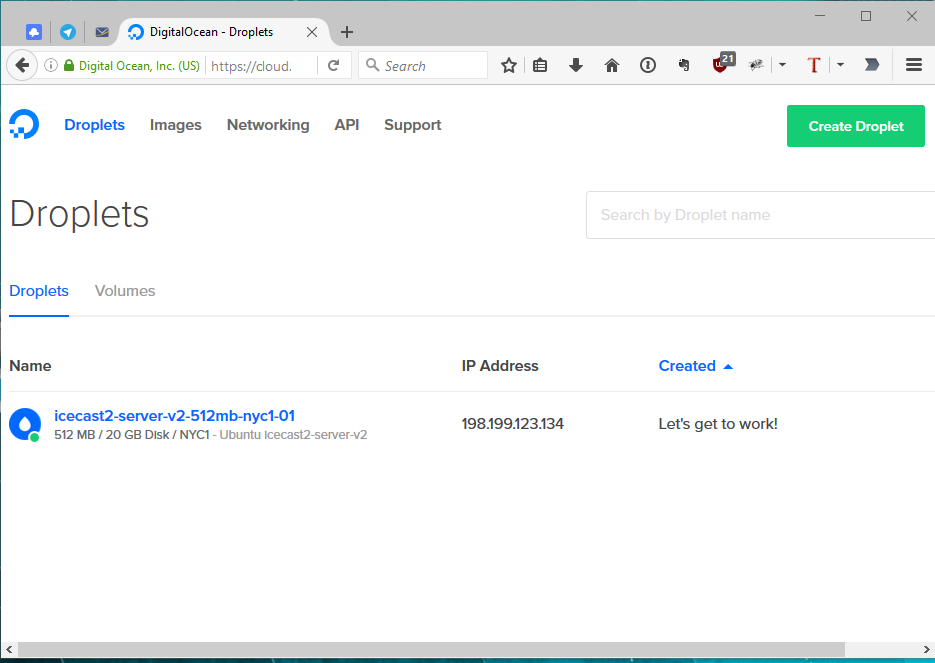 DigitalOcean - Droplets
Digital Ocean, Inc. (US)
https://cloud.
Search
21
T
Droplets
Images
Networking
API
Support
Create Droplet
Droplets
Search by Droplet name
Droplets
Volumes
Name
IP Address
Created
icecast2-server-v2-512mb-nyc1-01
512 MB / 20 GB Disk / NYC1 - Ubuntu icecast2-server-v2
198.199.123.134
Let's get to work!